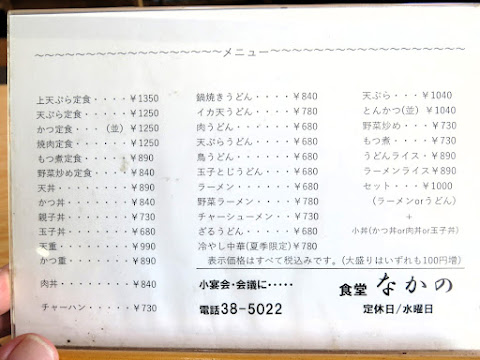 ～～～～～～～～～～～～～～～～メニュー～～～～～～～～～～～～～～～～
上天ぷら定食・・・・￥1350
天ぷら定食・・・・￥1250
かつ定食・・・(並)￥1250
焼肉定食・・・・・￥1250
もつ煮定食・・・・￥890
野菜炒め定食・・・￥840
天丼・・・・・・・￥890
かつ丼・・・・・・￥840
親子丼・・・・・・￥730
玉子丼・・・・・・￥680
天重・・・・・・・￥990
かつ重・・・・・・￥890
肉丼・・・・・・・￥840
チャーハン・・・・￥730
鍋焼きうどん・・・・￥840
イカ天うどん・・・・￥780
肉うどん・・・・・・￥680
天ぷらうどん・・・・￥680
鳥うどん・・・・・・￥680
玉子とじうどん・・・￥680
ラーメン・・・・・・￥680
野菜ラーメン・・・・￥780
チャーシューメン・・￥730
ざるうどん・・・・・￥680
冷やし中華(夏季限定)￥780
天ぷら・・・￥1040
とんかつ(並)￥1040
野菜炒め・・・￥730
もつ煮・・・・￥730
うどんライス・￥890
ラーメンライス￥890
セット・・・￥1000
(ラーメンorうどん)
+
小丼(かつ丼or肉丼or玉子丼)
表示価格はすべて税込みです。(大盛りはいずれも100円増)
小宴会・会議に・・・・・
電話38-5022
食堂 なかの
定休日/水曜日